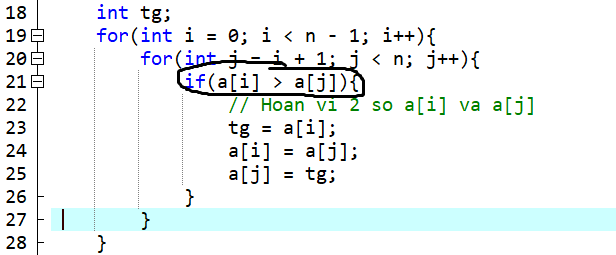 18 int tg;
19 for(int i = 0; i < n - 1; i++){
20 for(int j = i + 1; j < n; j++){
21 if(a[i] > a[j]){
22 // Hoan vi 2 so a[i] va a[j]
23 tg = a[i];
24 a[i] = a[j];
25 a[j] = tg;
26 }
27 }
28 }